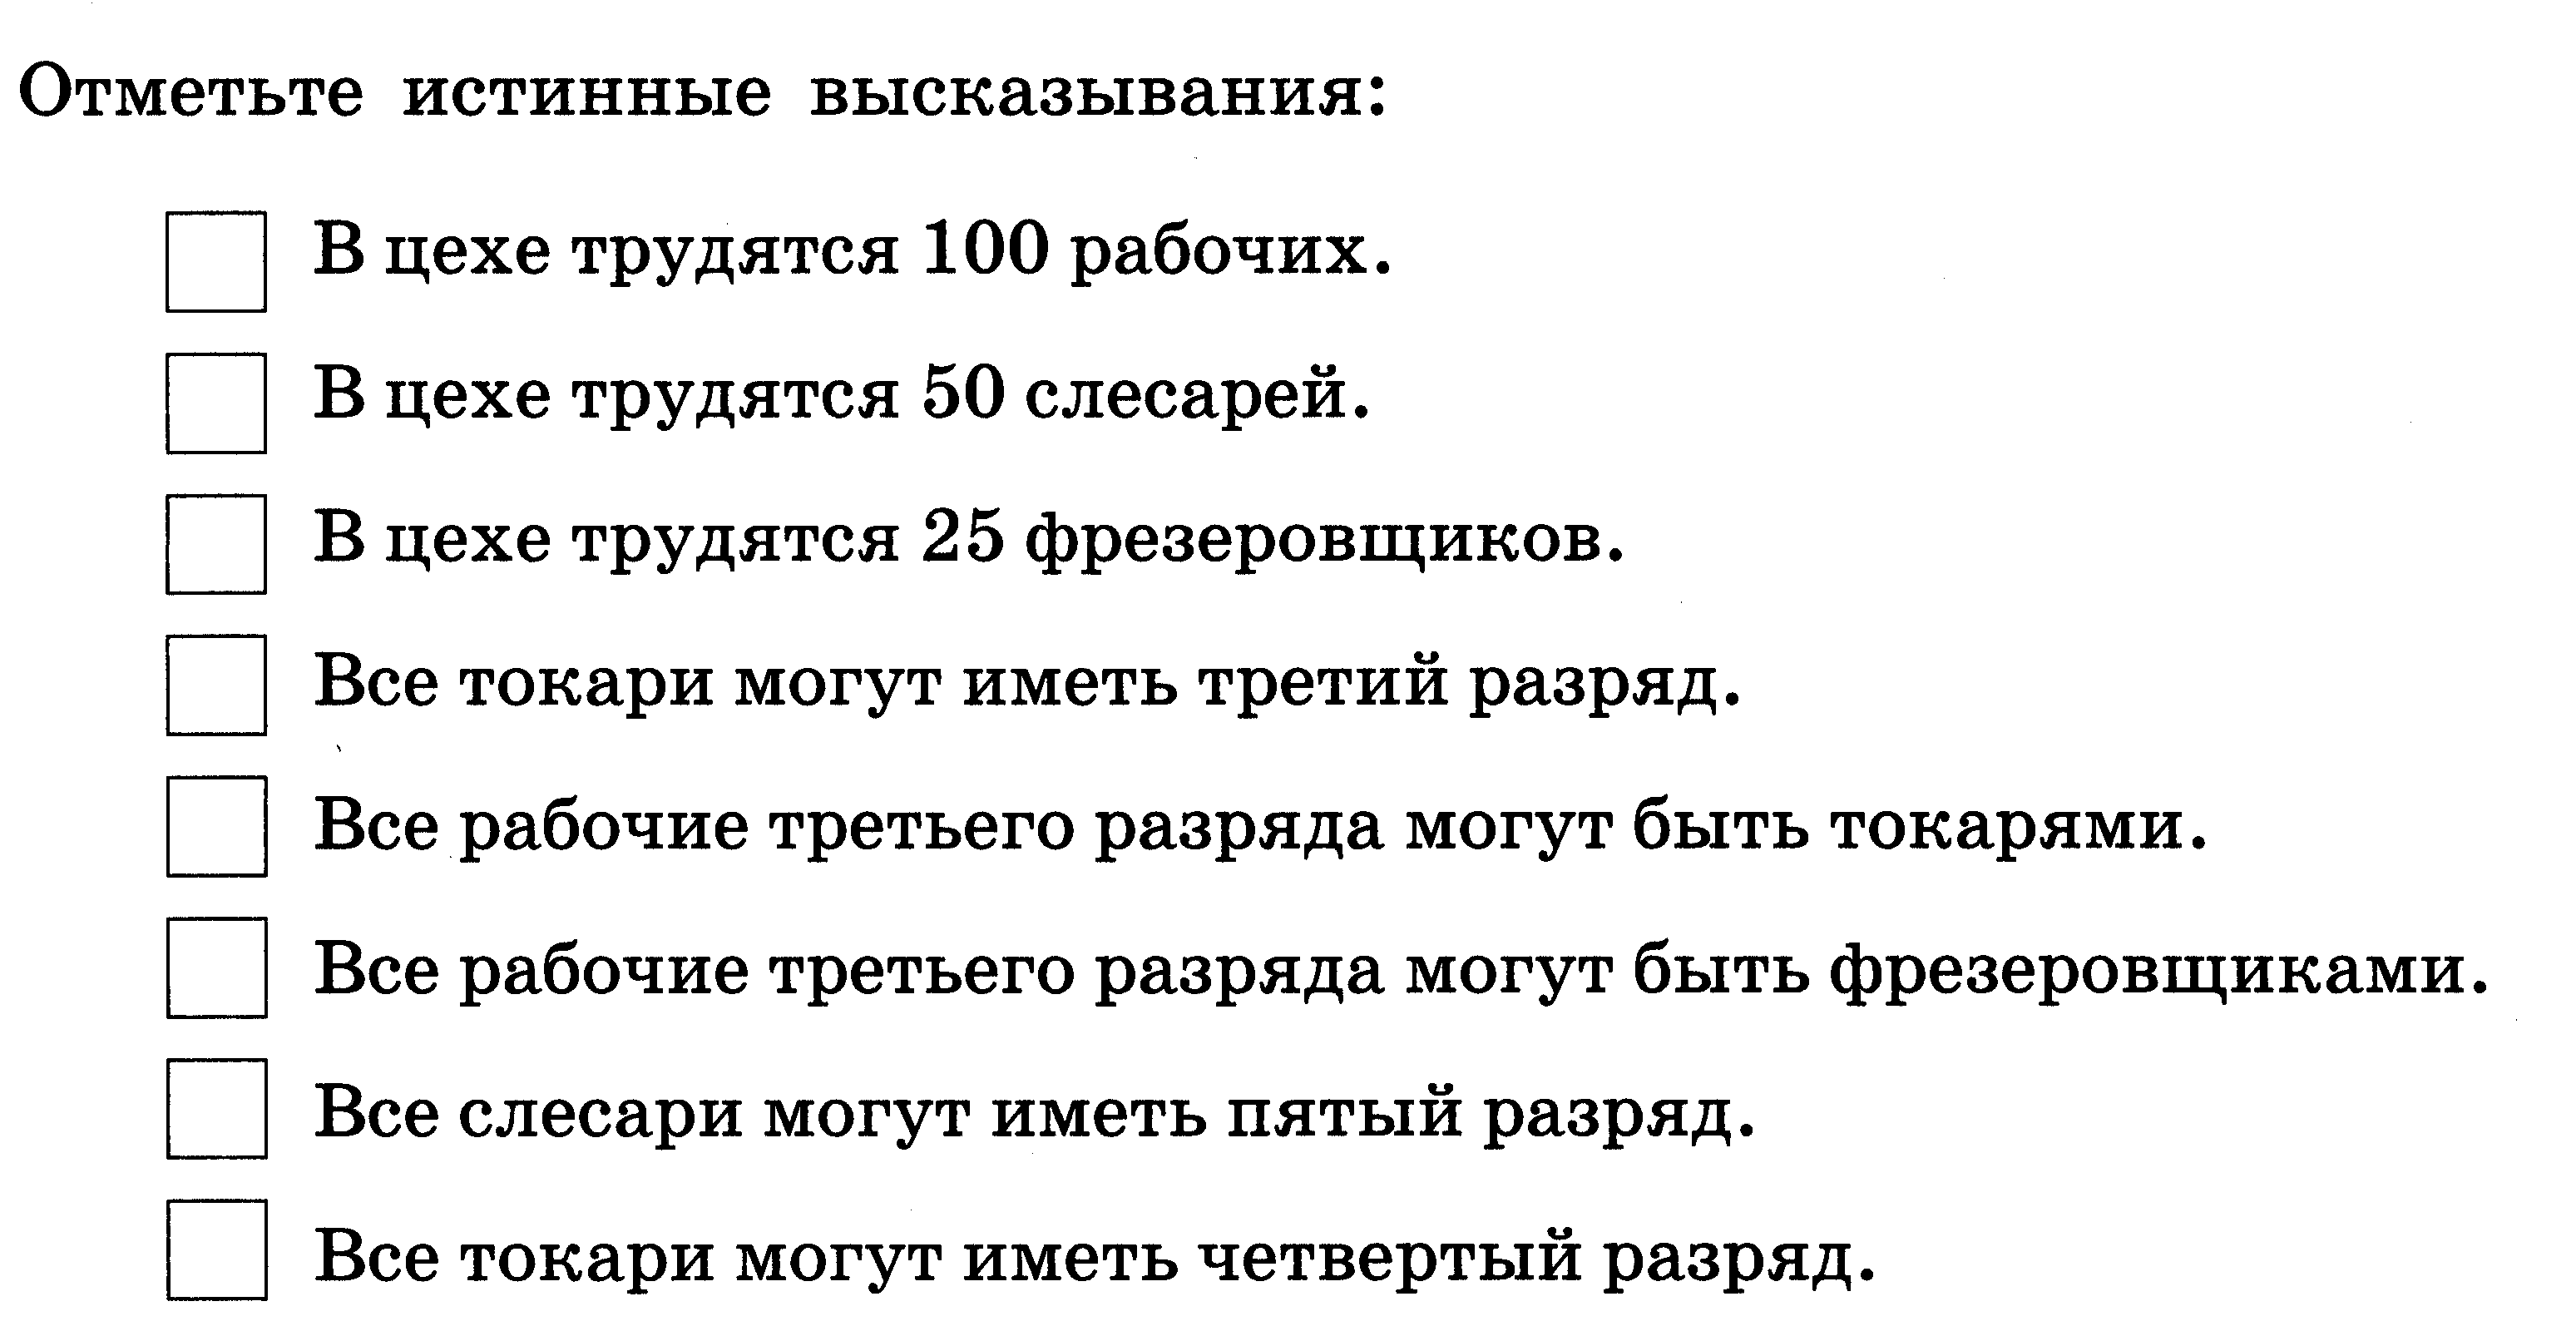 Отметьте истинные высказывания:
В цехе трудятся 100 рабочих.
В цехе трудятся 50 слесарей.
В цехе трудятся 25 фрезеровщиков.
Все токари могут иметь третий разряд.
Все рабочие третьего разряда могут быть токарями.
Все рабочие третьего разряда могут быть фрезеровщиками.
Все слесари могут иметь пятый разряд.
Все токари могут иметь четвертый разряд.